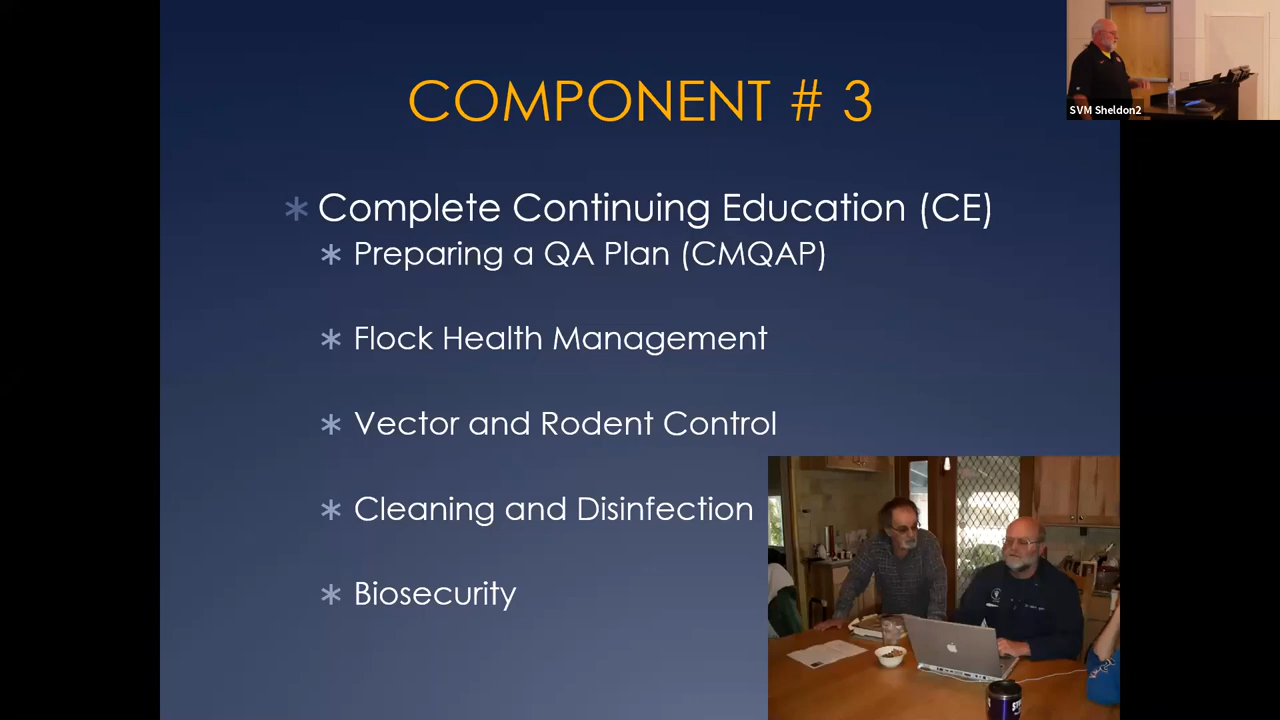 COMPONENT # 3
SVM Sheldon2
* Complete Continuing Education (CE)
* Preparing a QA Plan (CMQAP)
* Flock Health Management
* Vector and Rodent Control
* Cleaning and Disinfection
* Biosecurity